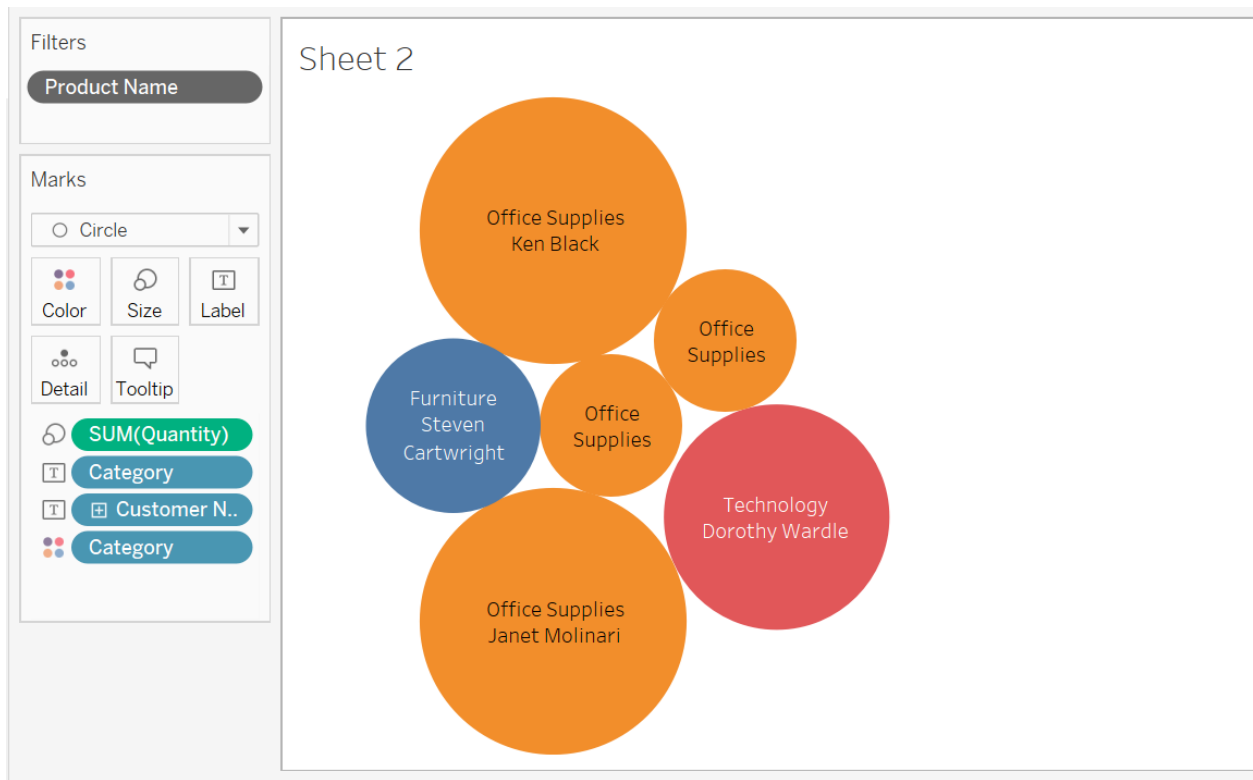 Filters
Product Name
Marks
Circle
Color
Size
Label
Detail
Tooltip
SUM(Quantity)
Category
Customer N..
Category
Sheet 2
Office Supplies
Ken Black
Office
Supplies
Furniture
Steven
Cartwright
Office
Supplies
Technology
Dorothy Wardle
Office Supplies
Janet Molinari